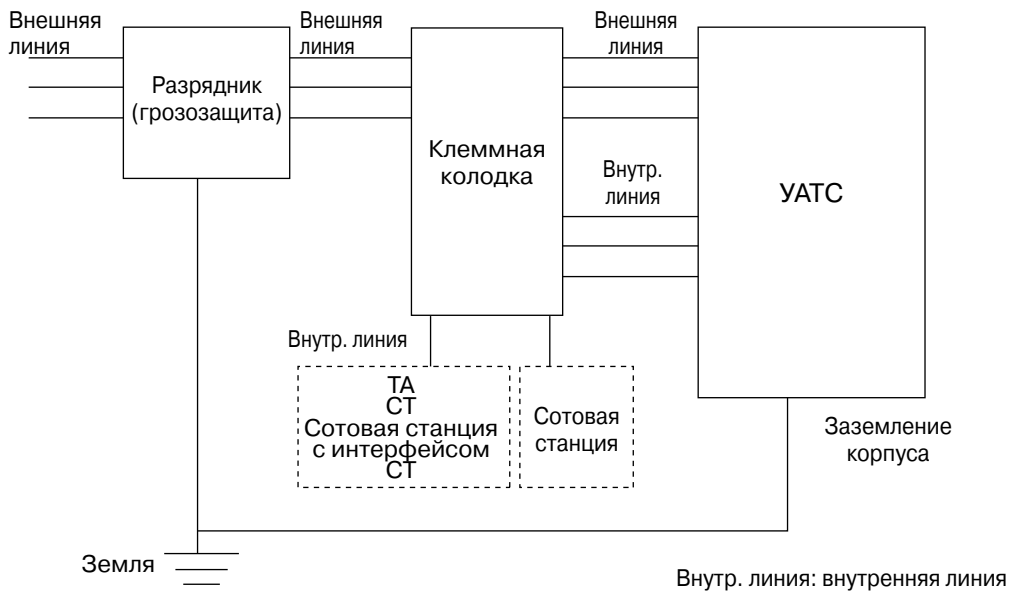 Внешняя
линия
Разрядник
(грозозащита)
Внешняя
линия
Клеммная
колодка
Внешняя
линия
Внутр.
линия
УАТС
Внутр. линия
ТА
СТ
Сотовая станция
с интерфейсом
СТ
Сотовая
станция
Заземление
корпуса
Земля
Внутр. линия: внутренняя линия